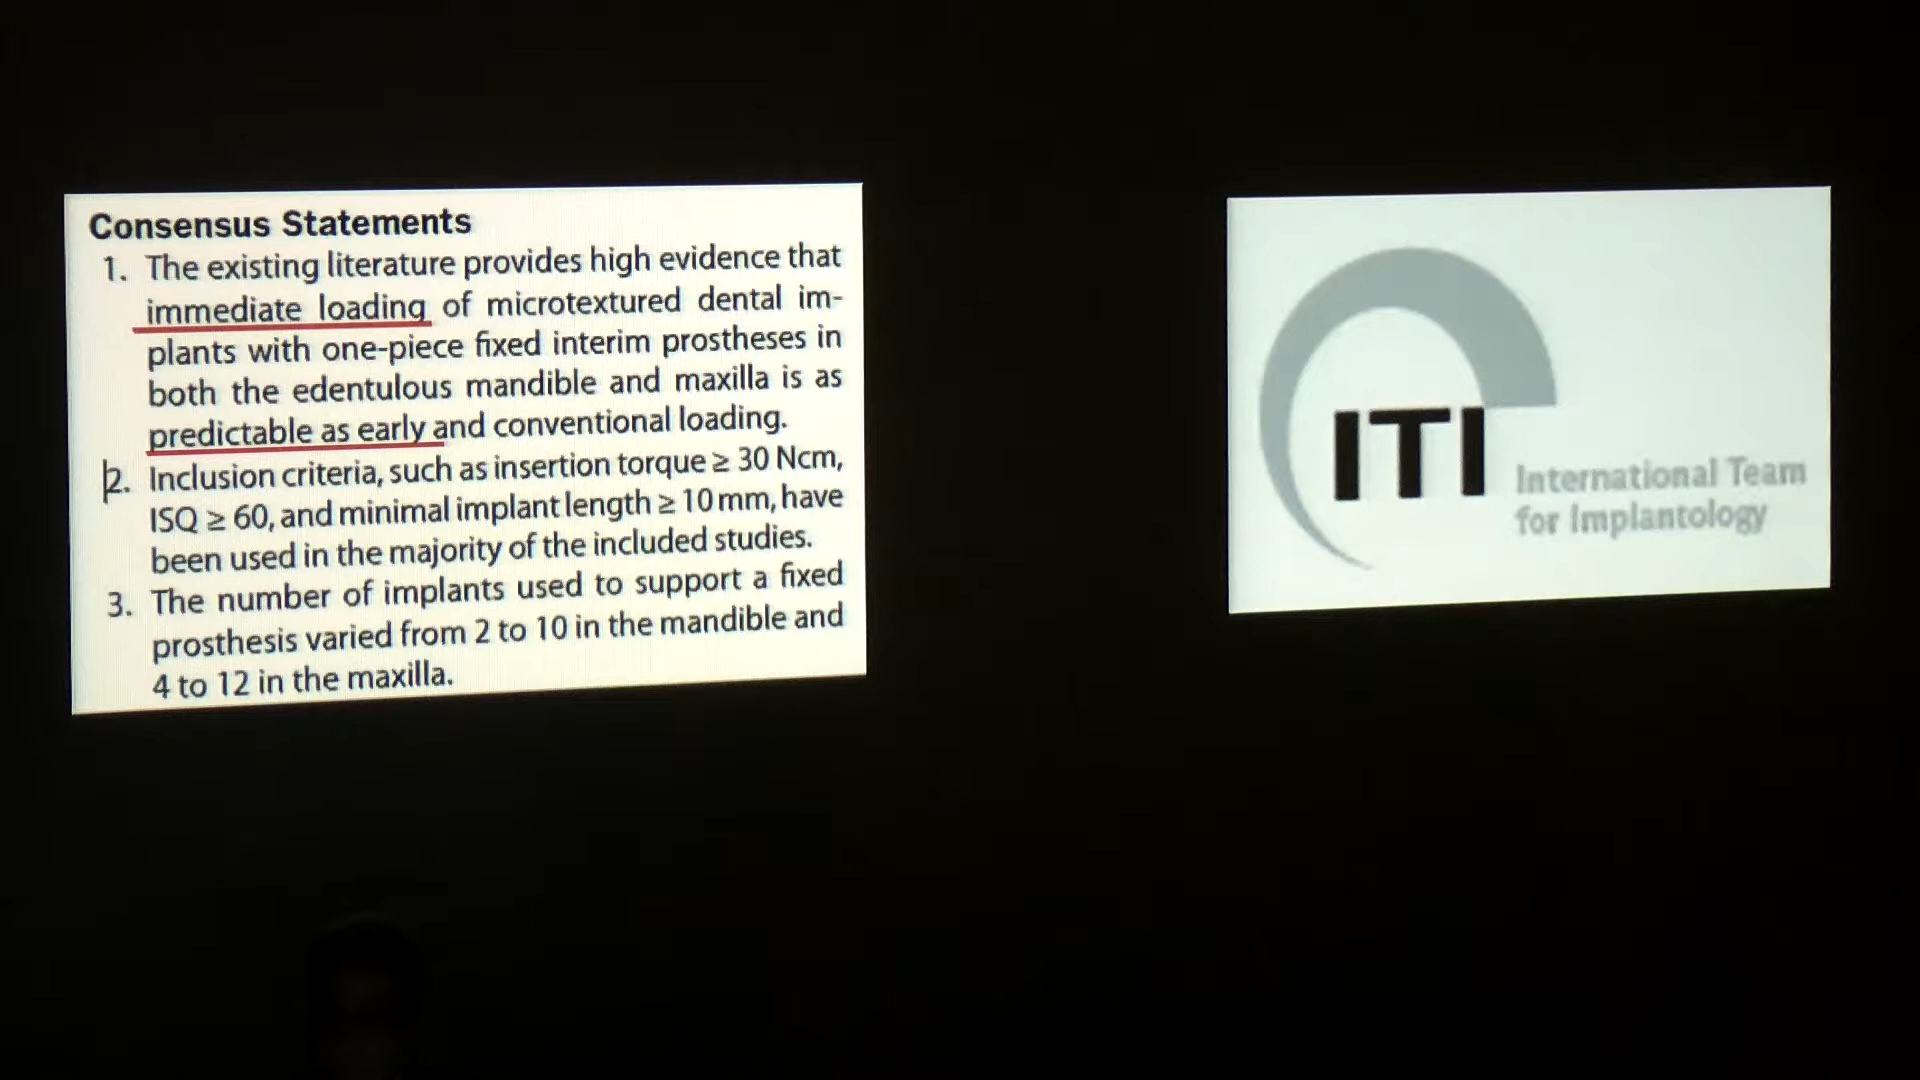 Consensus Statements
1. The existing literature provides high evidence that
immediate loading of microtextured dental im-
plants with one-piece fixed interim prostheses in
both the edentulous mandible and maxilla is as
predictable as early and conventional loading.
2. Inclusion criteria, such as insertion torque ≥ 30 Ncm,
ISQ ≥ 60, and minimal implant length ≥ 10 mm, have
been used in the majority of the included studies.
3. The number of implants used to support a fixed
prosthesis varied from 2 to 10 in the mandible and
4 to 12 in the maxilla.
ITI
International Team
for Implantology